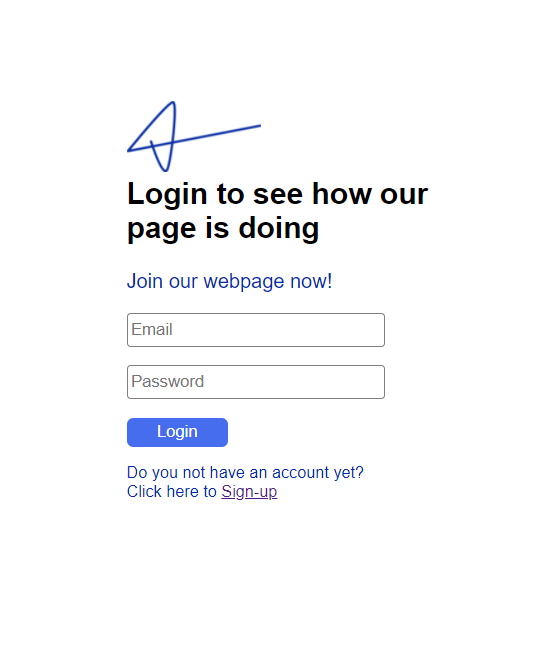 Login to see how our
page is doing
Join our webpage now!
Email
Password
Login
Do you not have an account yet?
Click here to Sign-up